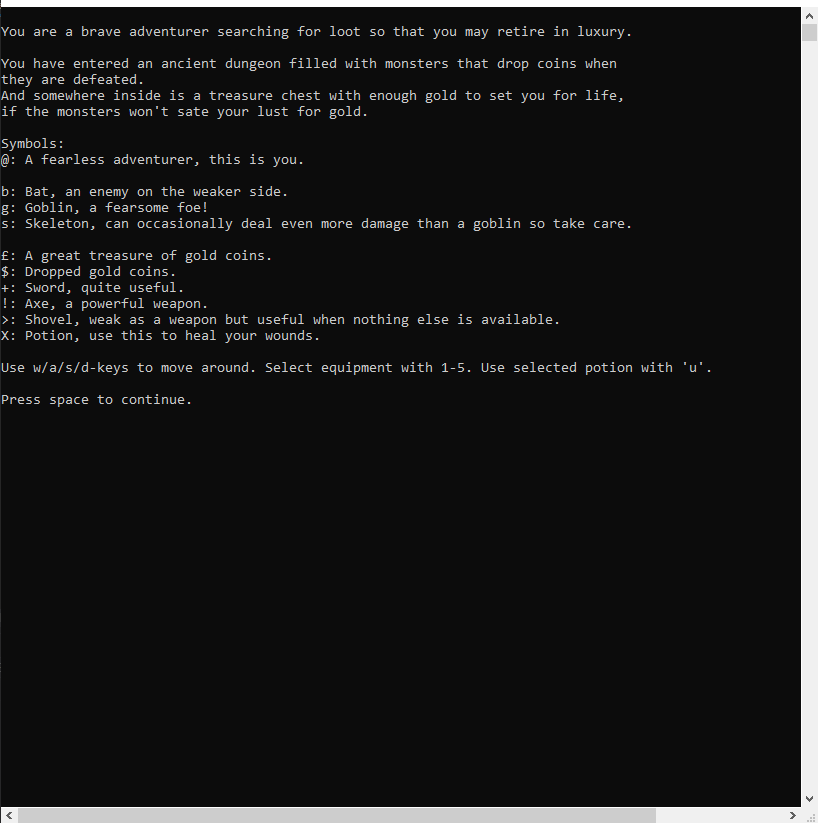 You are a brave adventurer searching for loot so that you may retire in luxury.
You have entered an ancient dungeon filled with monsters that drop coins when
they are defeated.
And somewhere inside is a treasure chest with enough gold to set you for life,
if the monsters won't sate your lust for gold.
Symbols:
@: A fearless adventurer, this is you.
b: Bat, an enemy on the weaker side.
g: Goblin, a fearsome foe!
s: Skeleton, can occasionally deal even more damage than a goblin so take care.
£: A great treasure of gold coins.
$: Dropped gold coins.
+: Sword, quite useful.
!: Axe, a powerful weapon.
>: Shovel, weak as a weapon but useful when nothing else is available.
X: Potion, use this to heal your wounds.
Use w/a/s/d-keys to move around. Select equipment with 1-5. Use selected potion with 'u'.
Press space to continue.